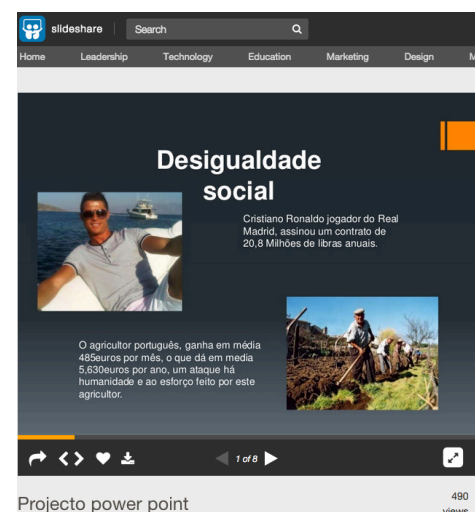 slideshare
Search
Home
Leadership
Technology
Education
Marketing
Design
M
Desigualdade
social
Cristiano Ronaldo jogador do Real
Madrid, assinou um contrato de
20,8 Milhões de libras anuais.
O agricultor português, ganha em média
485euros por mês, o que dá em media
5,630euros por ano, um ataque há
humanidade e ao esforço feito por este
agricultor.
1 of 8
Projecto power point
490
views